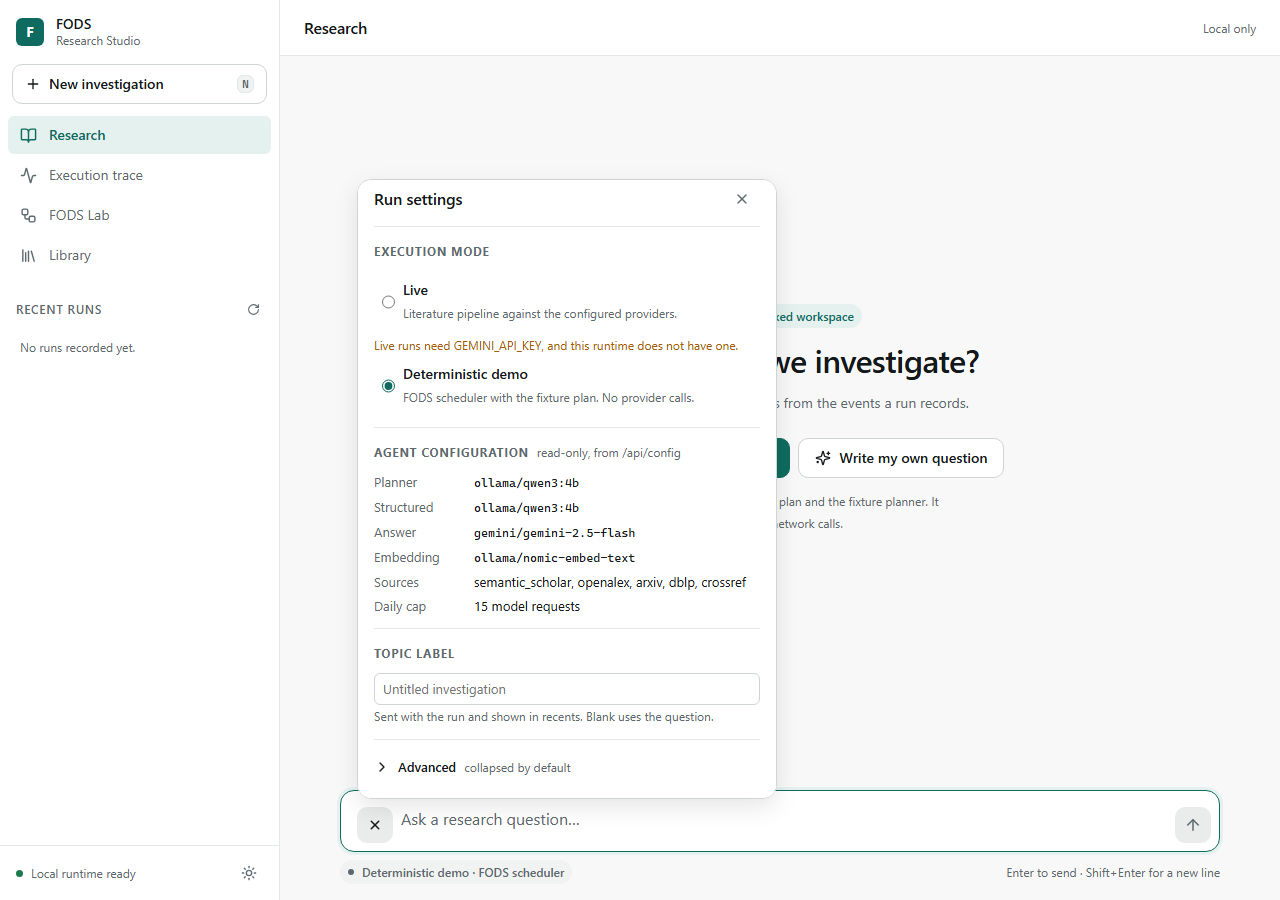 F
FODS
Research Studio
New investigation
N
Research
Execution trace
FODS Lab
Library
RECENT RUNS
No runs recorded yet.
Local runtime ready
Research
Local only
workspace
we investigate?
from the events a run records.
Write my own question
plan and the fixture planner. It
network calls.
Run settings
EXECUTION MODE
Live
Literature pipeline against the configured providers.
Live runs need GEMINI_API_KEY, and this runtime does not have one.
Deterministic demo
FODS scheduler with the fixture plan. No provider calls.
AGENT CONFIGURATION read-only, from /api/config
Planner ollama/qwen3:4b
Structured ollama/qwen3:4b
Answer gemini/gemini-2.5-flash
Embedding ollama/nomic-embed-text
Sources semantic_scholar, openalex, arxiv, dblp, crossref
Daily cap 15 model requests
TOPIC LABEL
Untitled investigation
Sent with the run and shown in recents. Blank uses the question.
Advanced collapsed by default
Ask a research question...
Deterministic demo · FODS scheduler
Enter to send · Shift+Enter for a new line